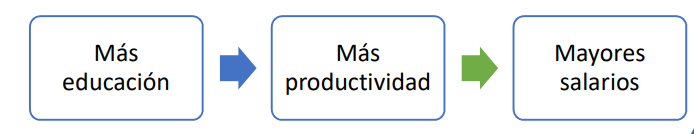 Más
educación
Más
productividad
Mayores
salarios